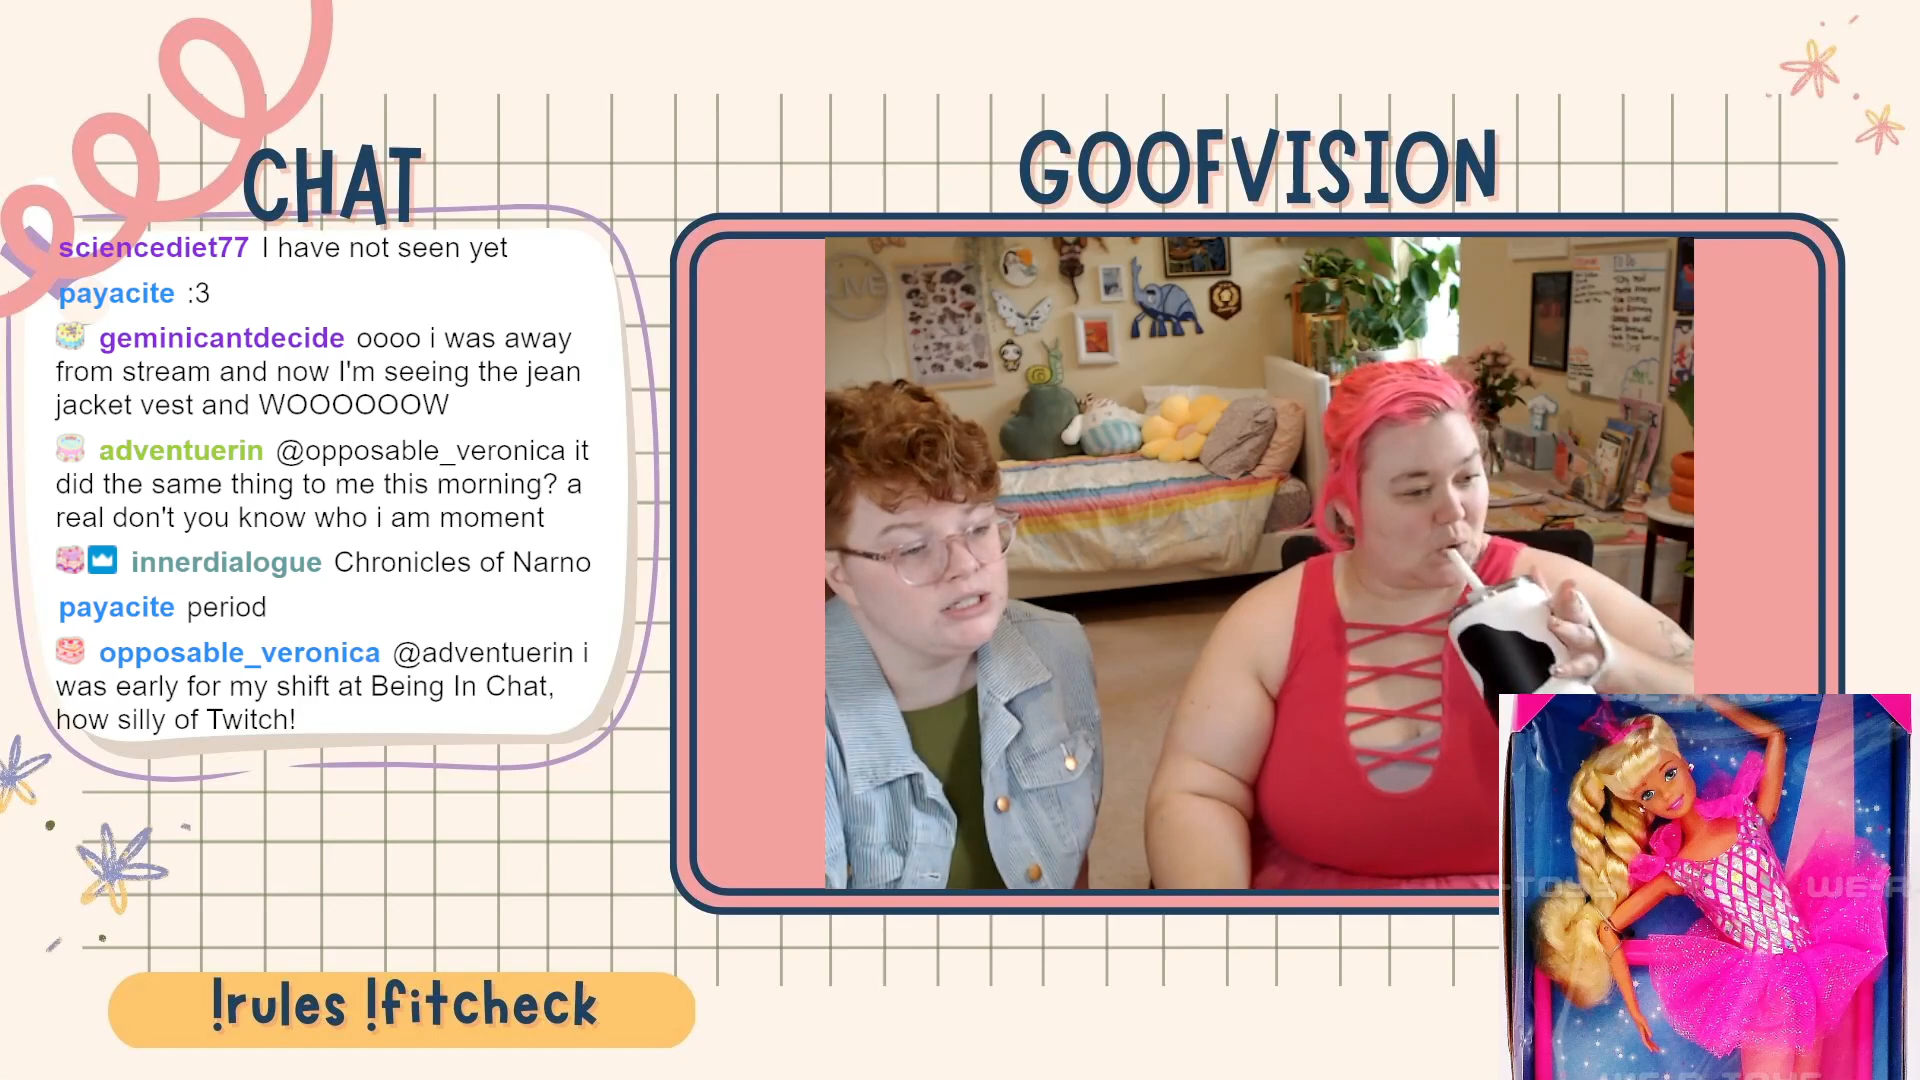 CHAT
GOOFVISION
sciencediet77 I have not seen yet
payacite :3
geminicantdecide oooo i was away
from stream and now I'm seeing the jean
jacket vest and WOOOOOOW
adventuerin @opposable_veronica it
did the same thing to me this morning? a
real don't you know who i am moment
innerdialogue Chronicles of Narno
payacite period
opposable_veronica @adventuerin i
was early for my shift at Being In Chat,
how silly of Twitch!
LIVE
To Do
!rules !fitcheck